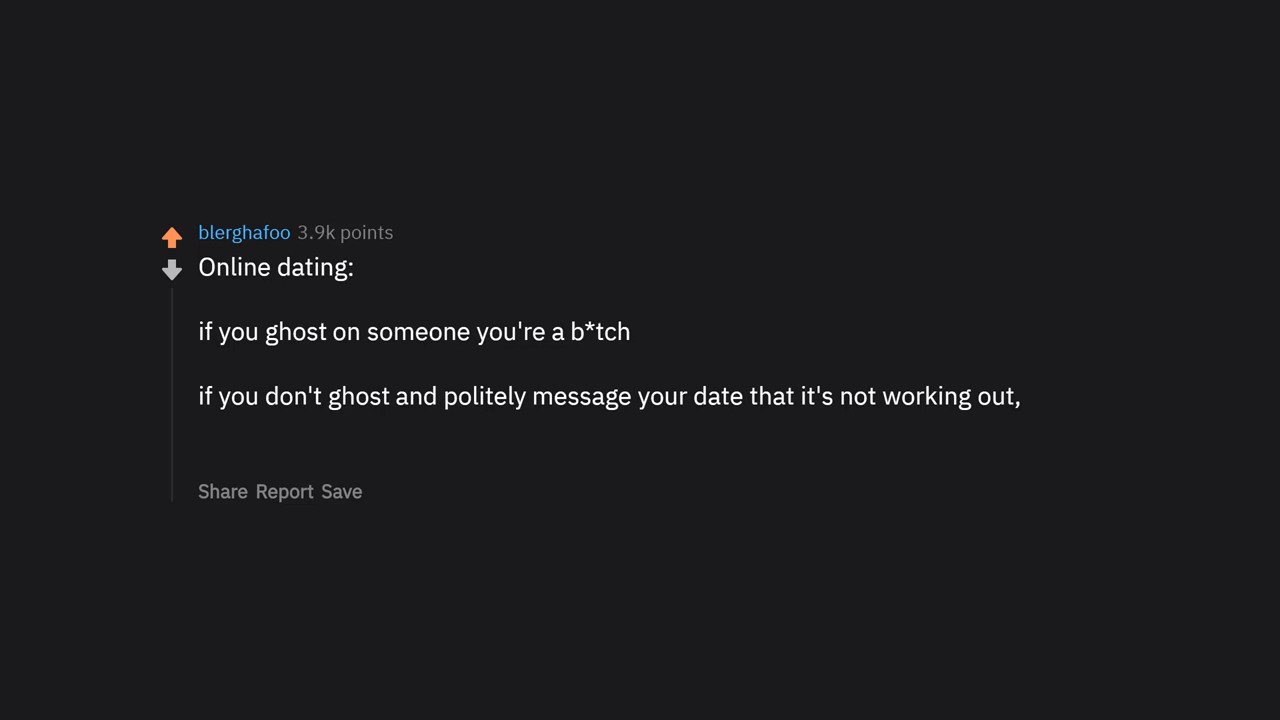 blerghafoo 3.9k points
Online dating:
if you ghost on someone you're a b*tch
if you don't ghost and politely message your date that it's not working out,
Share Report Save